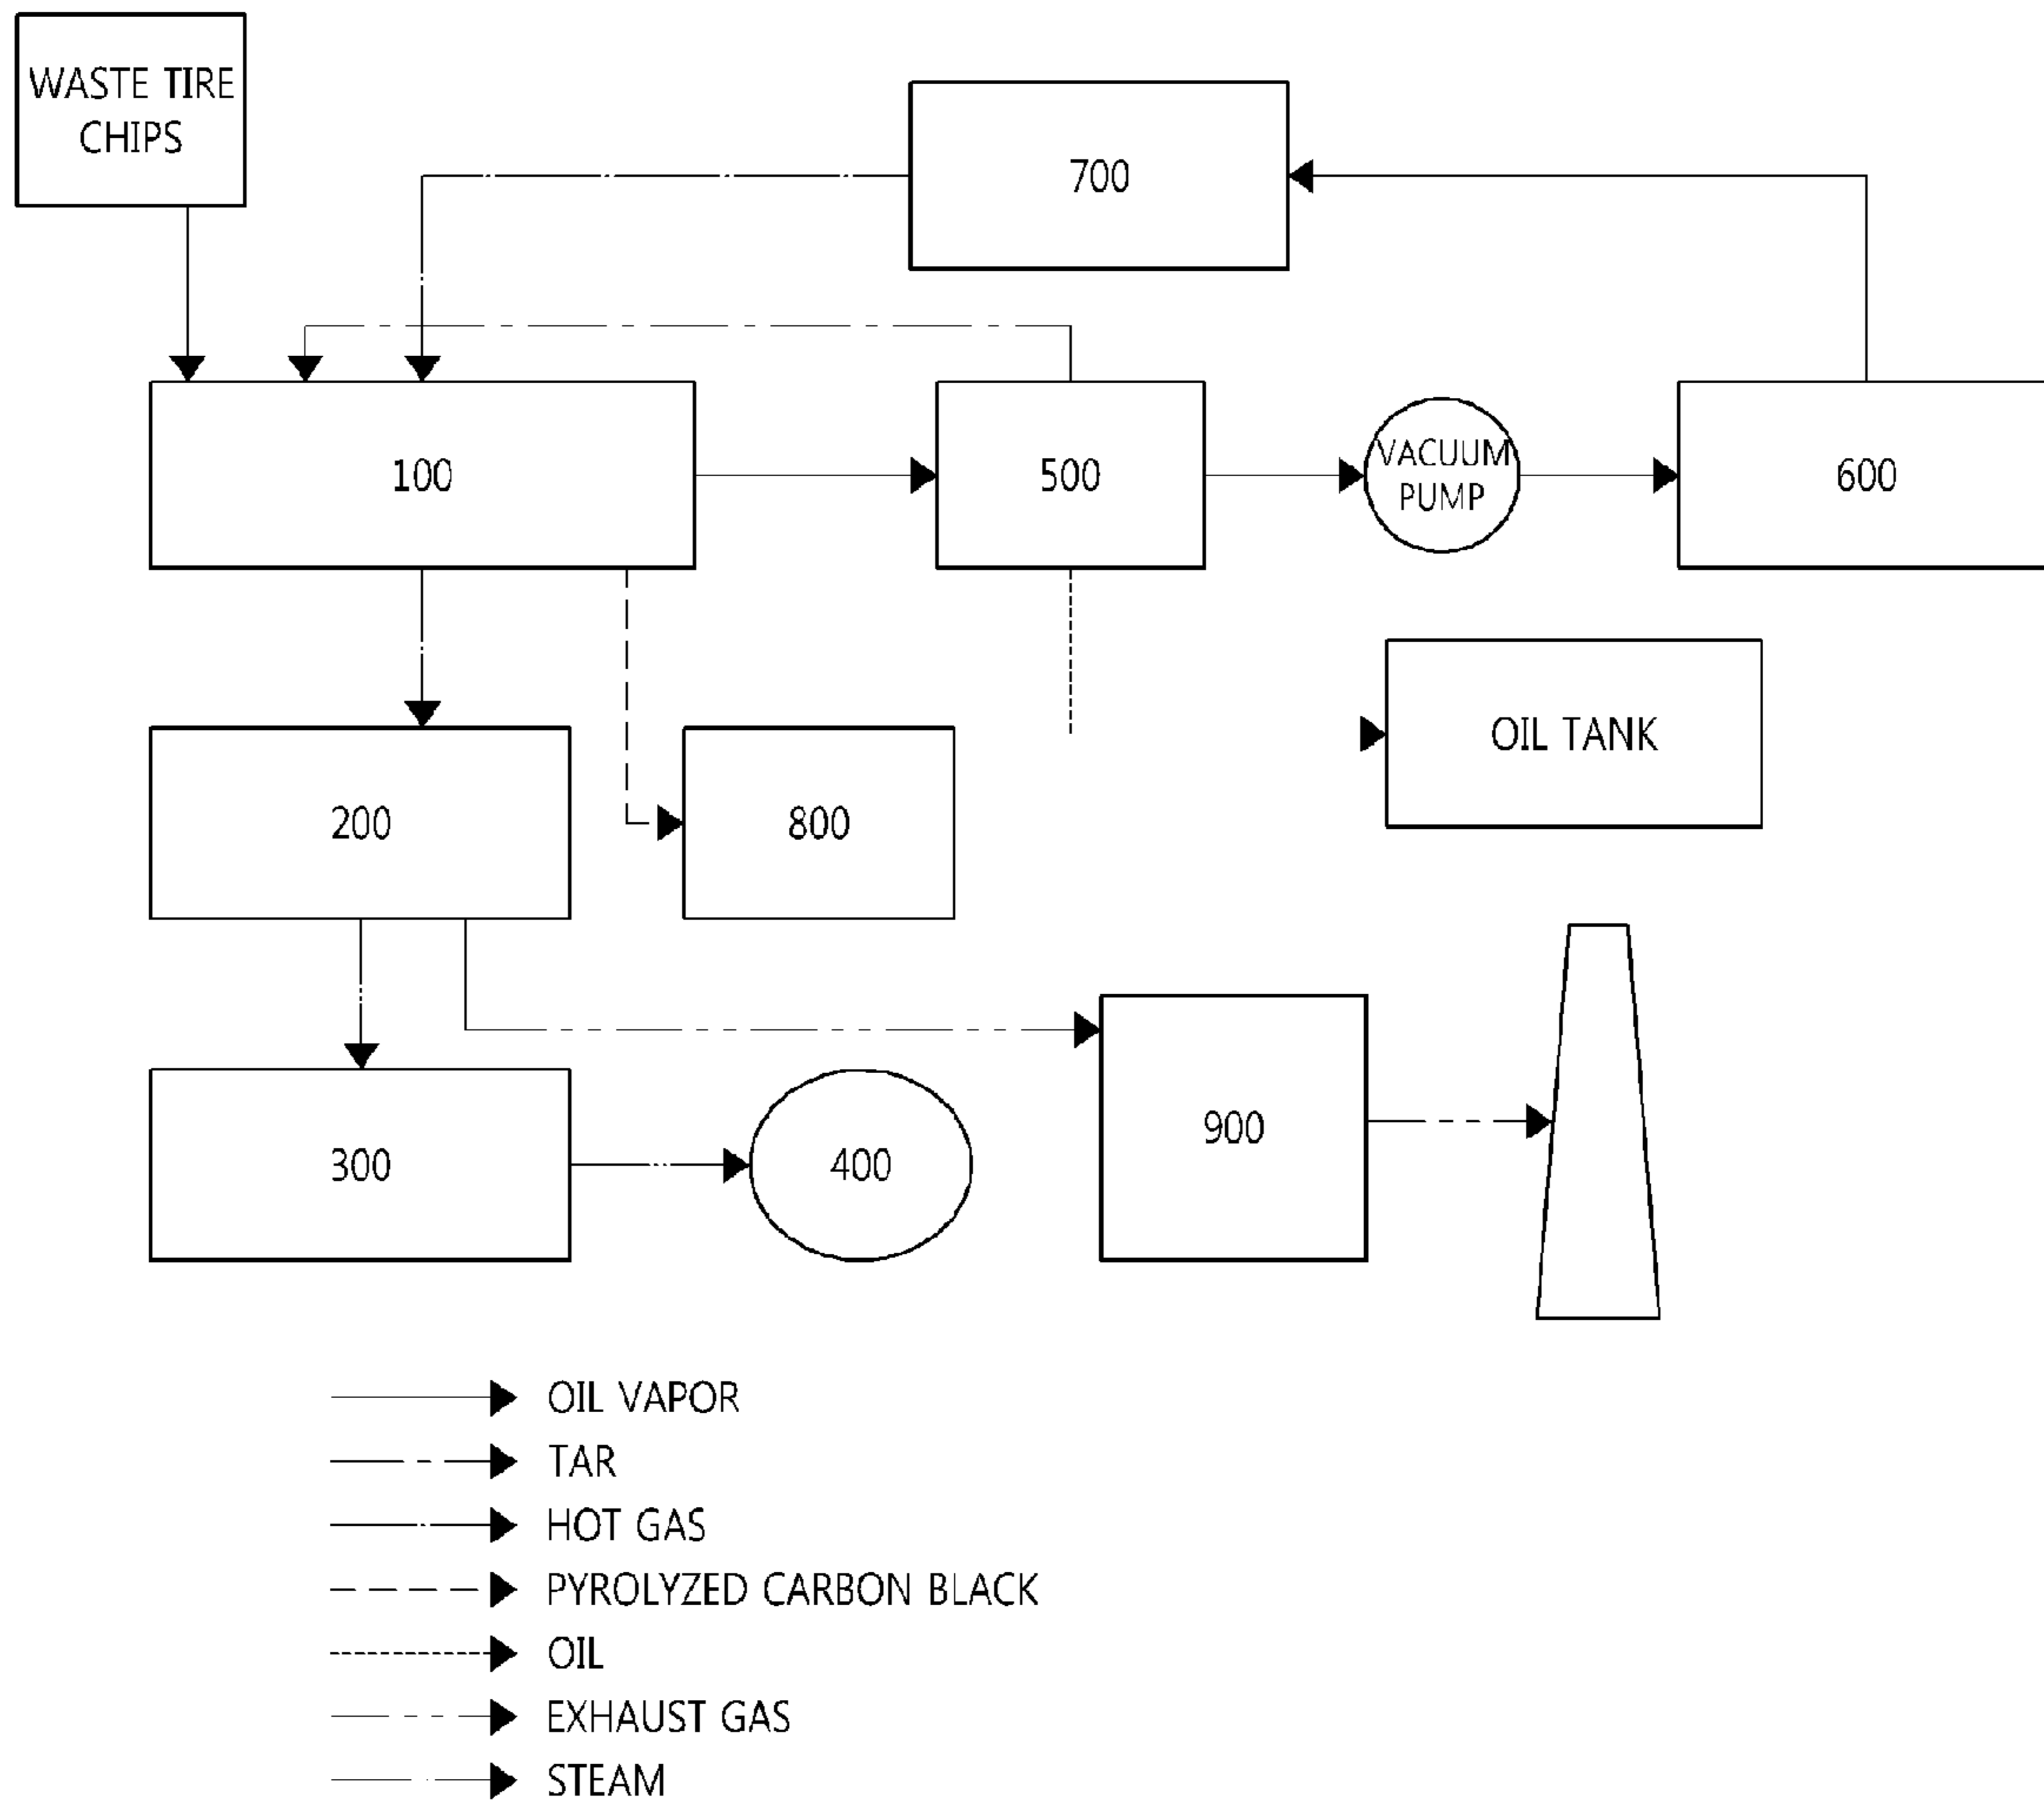 WASTE TIRE
CHIPS
700
100
500
VACUUM
PUMP
600
OIL TANK
200
800
300
400
900
OIL VAPOR
TAR
HOT GAS
PYROLYZED CARBON BLACK
OIL
EXHAUST GAS
STEAM